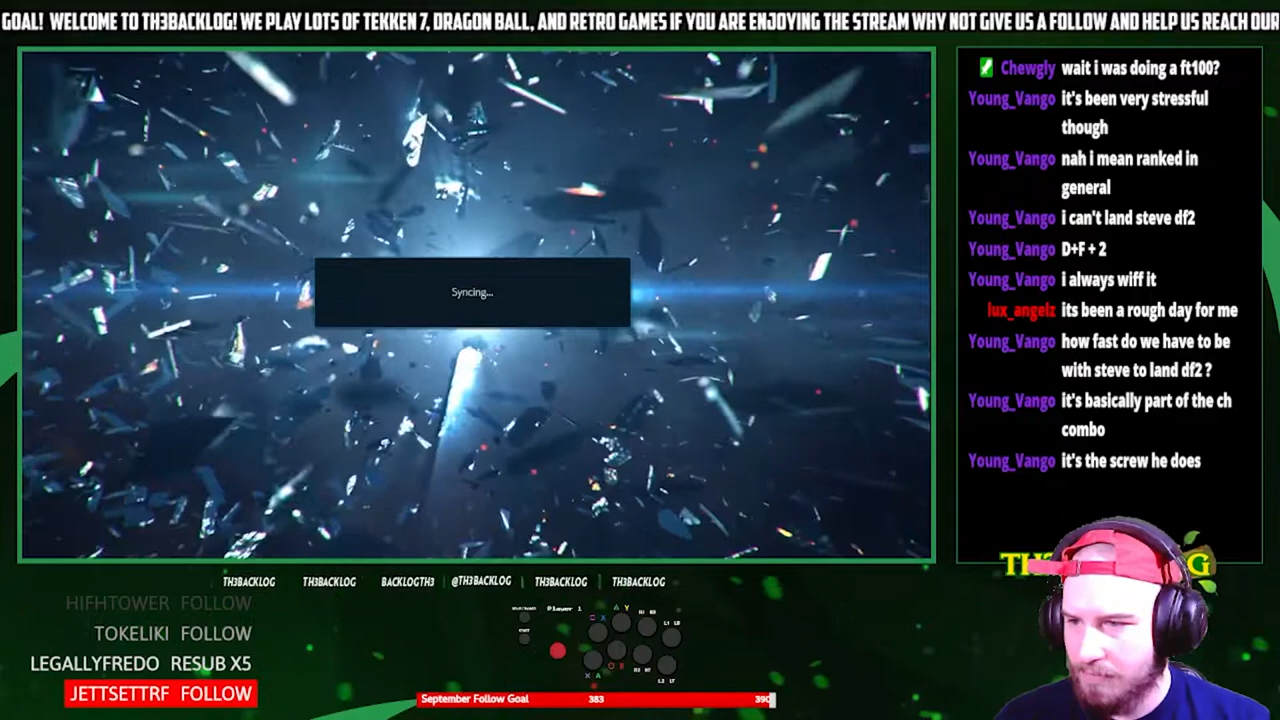 GOAL! WELCOME TO TH3BACKLOG! WE PLAY LOTS OF TEKKEN 7, DRAGON BALL, AND RETRO GAMES IF YOU ARE ENJOYING THE STREAM WHY NOT GIVE US A FOLLOW AND HELP US REACH OUR
Syncing...
Chewgly wait i was doing a ft100?
Young_Vango it's been very stressful
though
Young_Vango nah i mean ranked in
general
Young_Vango i can't land steve df2
Young_Vango D+F + 2
Young_Vango i always wiff it
lux_angelz its been a rough day for me
Young_Vango how fast do we have to be
with steve to land df2 ?
Young_Vango it's basically part of the ch
combo
Young_Vango it's the screw he does
TH3BACKLOG TH3BACKLOG BACKLOGTH3 @TH3BACKLOG TH3BACKLOG TH3BACKLOG
HIFHTOWER FOLLOW
TOKELIKI FOLLOW
LEGALLYFREDO RESUB X5
JETTSETTRF FOLLOW
Player 1
September Follow Goal 383 390